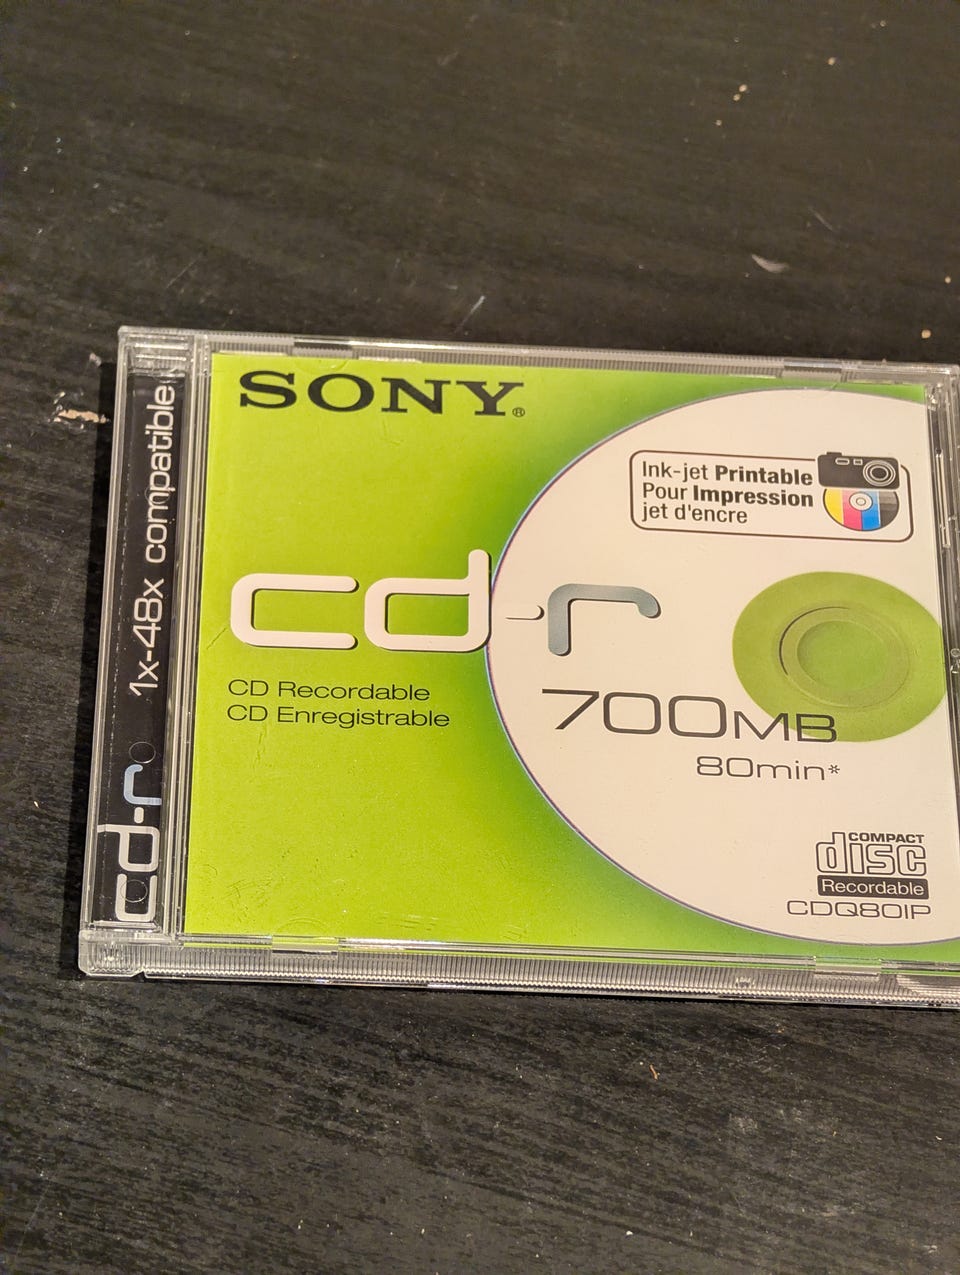 SONY®
Ink-jet Printable
Pour Impression
jet d'encre
cd-r
CD Recordable
CD Enregistrable
700MB
80min*
COMPACT
disc
Recordable
CDQ80IP
cd-r 1x-48x compatible